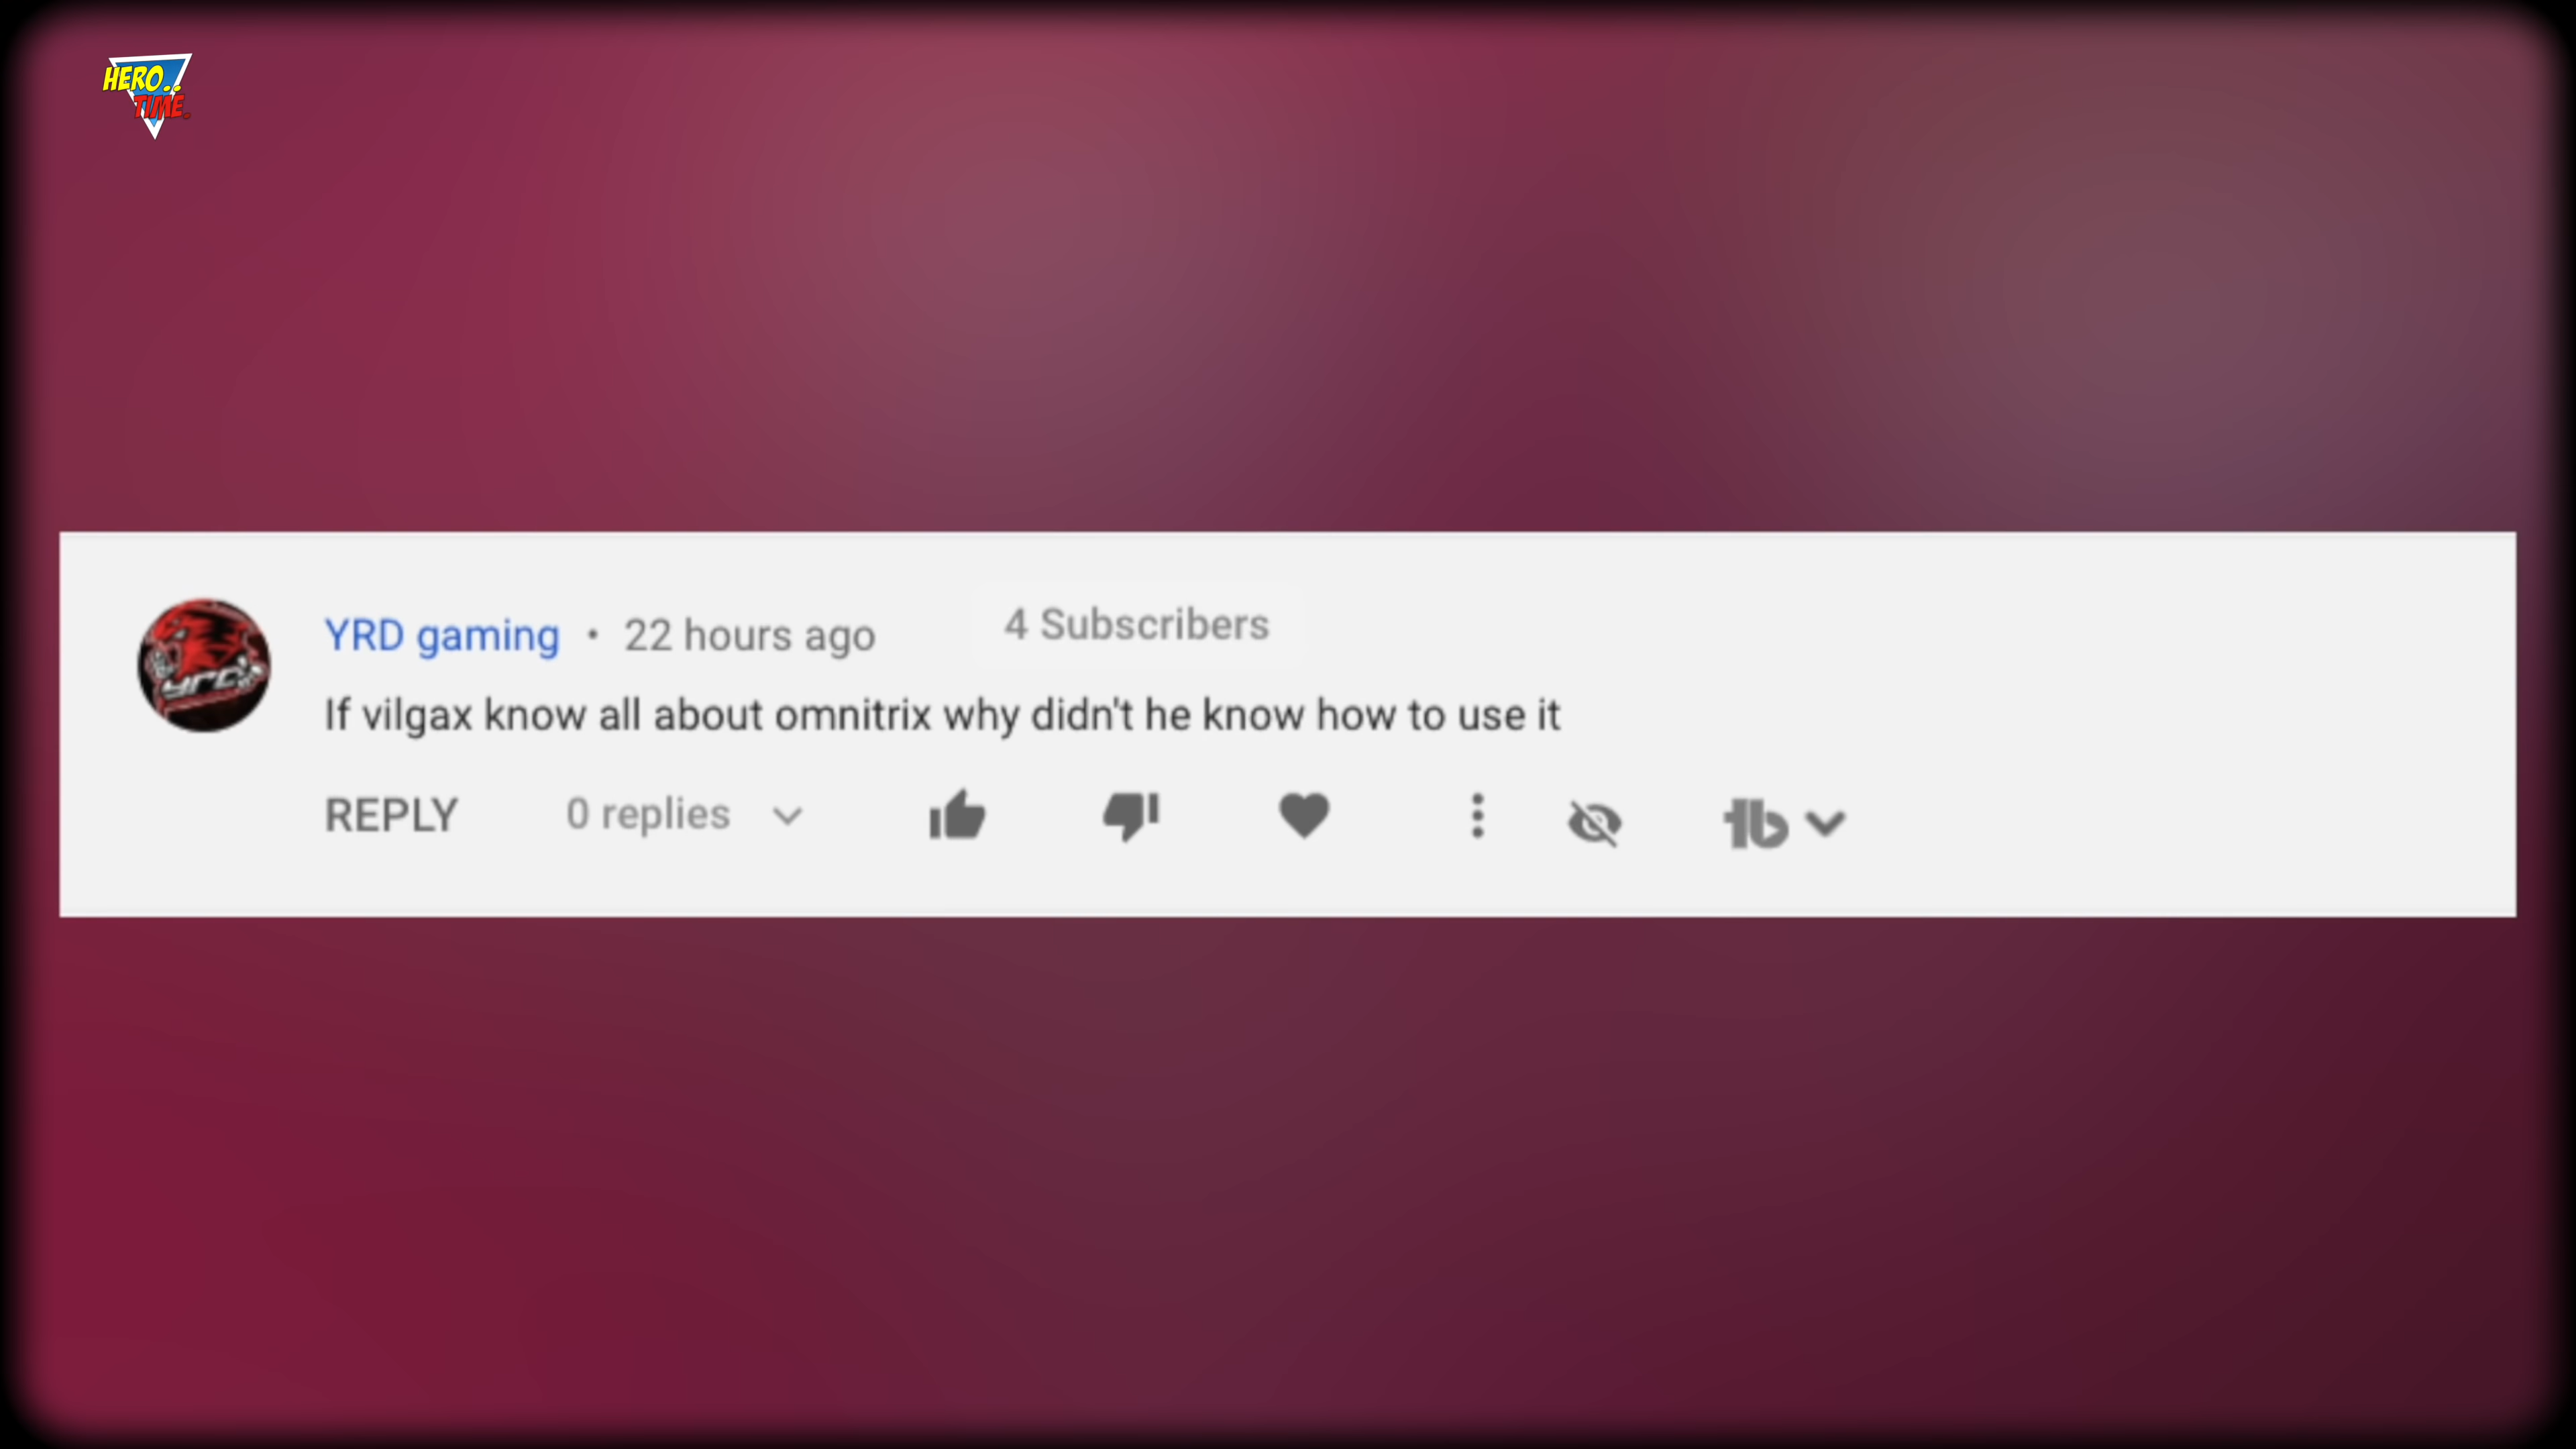 HERO..
TIME.
YRD gaming • 22 hours ago 4 Subscribers
If vilgax know all about omnitrix why didn't he know how to use it
REPLY 0 replies